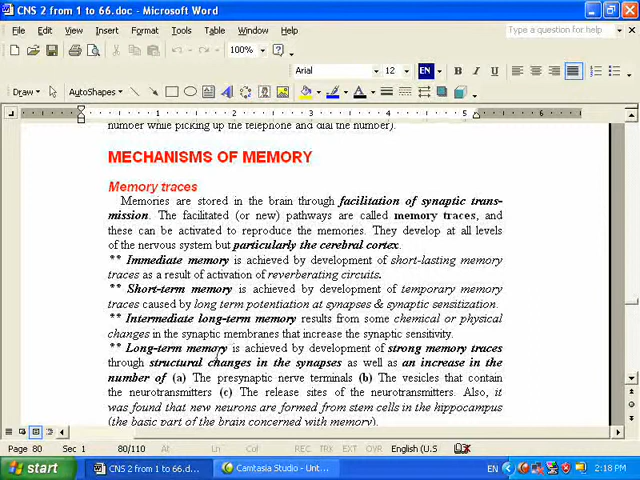 CNS 2 from 1 to 66.doc - Microsoft Word
File Edit View Insert Format Tools Table Window Help
Type a question for help
100%
Arial 12 EN B I U
Draw AutoShapes
1 2 3 4 5 6
number while picking up the telephone and dial the number).
MECHANISMS OF MEMORY
Memory traces
Memories are stored in the brain through facilitation of synaptic trans-
mission. The facilitated (or new) pathways are called memory traces, and
these can be activated to reproduce the memories. They develop at all levels
of the nervous system but particularly the cerebral cortex.
** Immediate memory is achieved by development of short-lasting memory
traces as a result of activation of reverberating circuits.
** Short-term memory is achieved by development of temporary memory
traces caused by long term potentiation at synapses & synaptic sensitization.
** Intermediate long-term memory results from some chemical or physical
changes in the synaptic membranes that increase the synaptic sensitivity.
** Long-term memory is achieved by development of strong memory traces
through structural changes in the synapses as well as an increase in the
number of (a) The presynaptic nerve terminals (b) The vesicles that contain
the neurotransmitters (c) The release sites of the neurotransmitters. Also, it
was found that new neurons are formed from stem cells in the hippocampus
(the basic part of the brain concerned with memory).
Page 80 Sec 1 80/110 At Ln Col REC TRK EXT OVR English (U.S
start CNS 2 from 1 to 66.d... Camtasia Studio - Unt... EN 2:18 PM